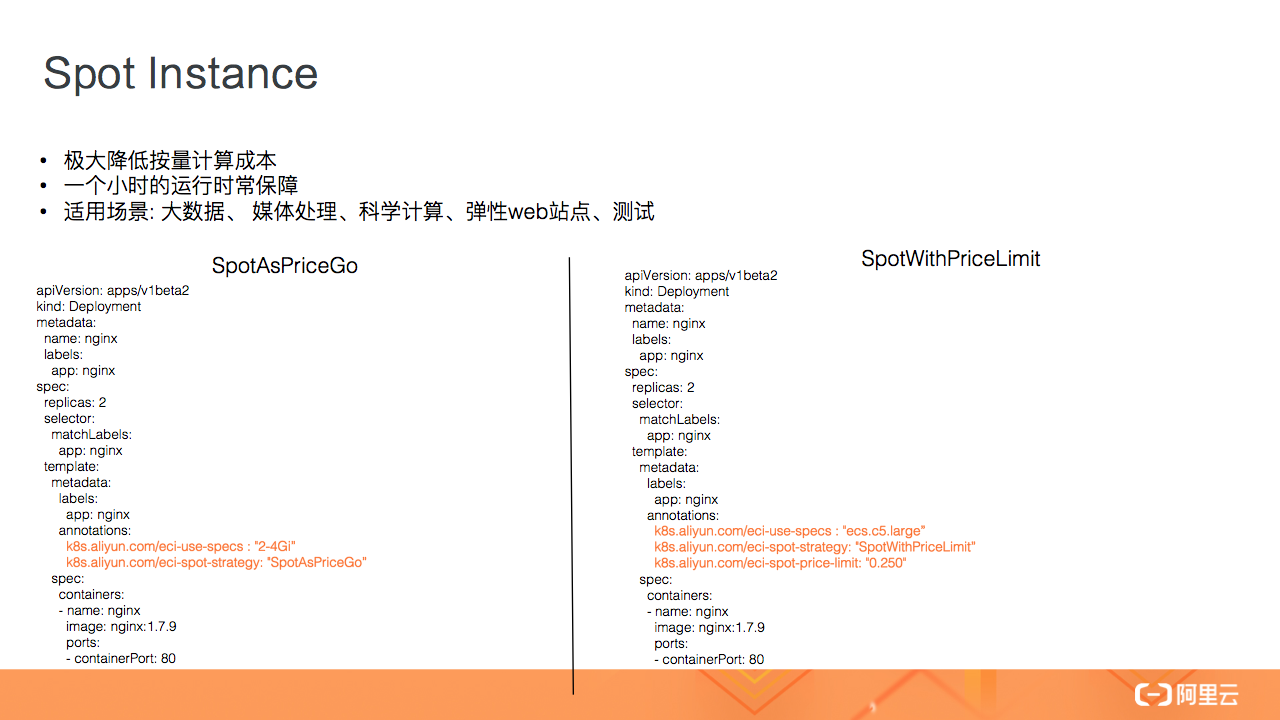 Spot Instance
• 极大降低按量计算成本
• 一个小时的运行时常保障
• 适用场景: 大数据、 媒体处理、科学计算、弹性web站点、测试
SpotAsPriceGo
apiVersion: apps/v1beta2
kind: Deployment
metadata:
  name: nginx
  labels:
    app: nginx
spec:
  replicas: 2
  selector:
    matchLabels:
      app: nginx
  template:
    metadata:
      labels:
        app: nginx
      annotations:
        k8s.aliyun.com/eci-use-specs : "2-4Gi"
        k8s.aliyun.com/eci-spot-strategy: "SpotAsPriceGo"
    spec:
      containers:
      - name: nginx
        image: nginx:1.7.9
        ports:
        - containerPort: 80
SpotWithPriceLimit
apiVersion: apps/v1beta2
kind: Deployment
metadata:
  name: nginx
  labels:
    app: nginx
spec:
  replicas: 2
  selector:
    matchLabels:
      app: nginx
  template:
    metadata:
      labels:
        app: nginx
      annotations:
        k8s.aliyun.com/eci-use-specs : "ecs.c5.large"
        k8s.aliyun.com/eci-spot-strategy: "SpotWithPriceLimit"
        k8s.aliyun.com/eci-spot-price-limit: "0.250"
    spec:
      containers:
      - name: nginx
        image: nginx:1.7.9
        ports:
        - containerPort: 80
阿里云